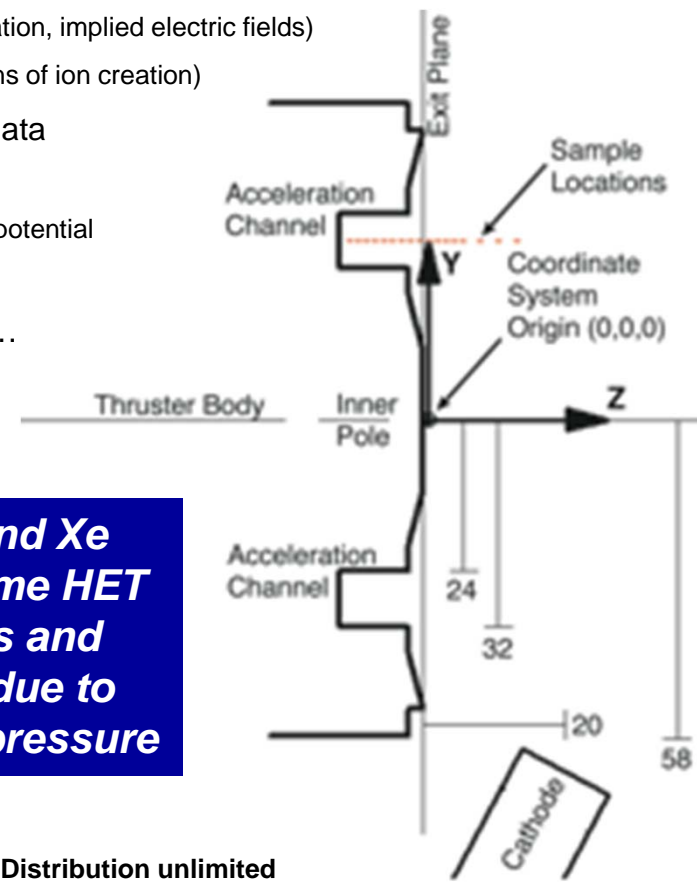 ation, implied electric fields)
ns of ion creation)
ata
potential
..
Exit Plane
Sample
Locations
Acceleration
Channel
Y
Coordinate
System
Origin (0,0,0)
Thruster Body
Inner
Pole
Z
nd Xe
me HET
s and
due to
pressure
Acceleration
Channel
24
32
20
58
Cathode
Distribution unlimited